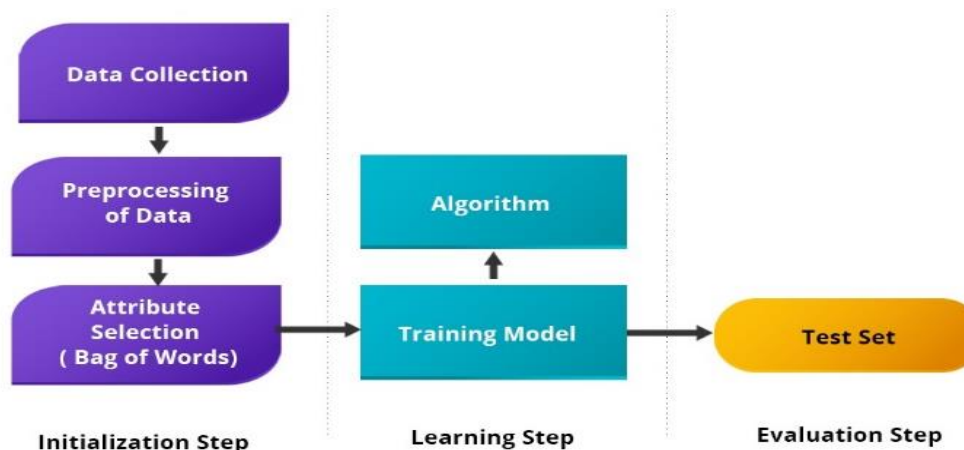 Data Collection
Preprocessing
of Data
Attribute
Selection
( Bag of Words)
Initialization Step
Algorithm
Training Model
Learning Step
Test Set
Evaluation Step